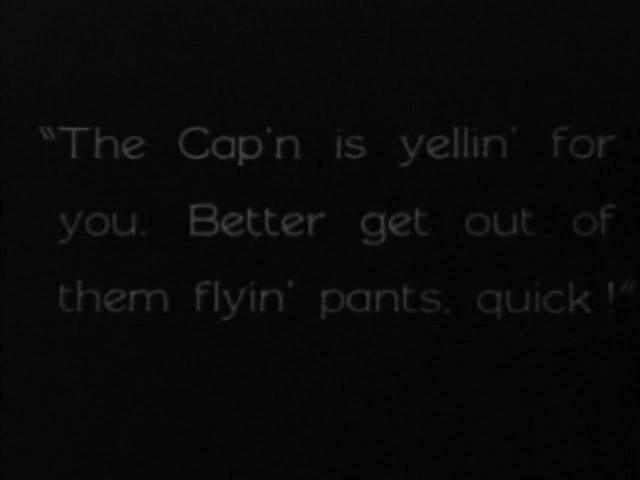 “The Cap'n is yellin' for
you. Better get out of
them flyin' pants, quick!”